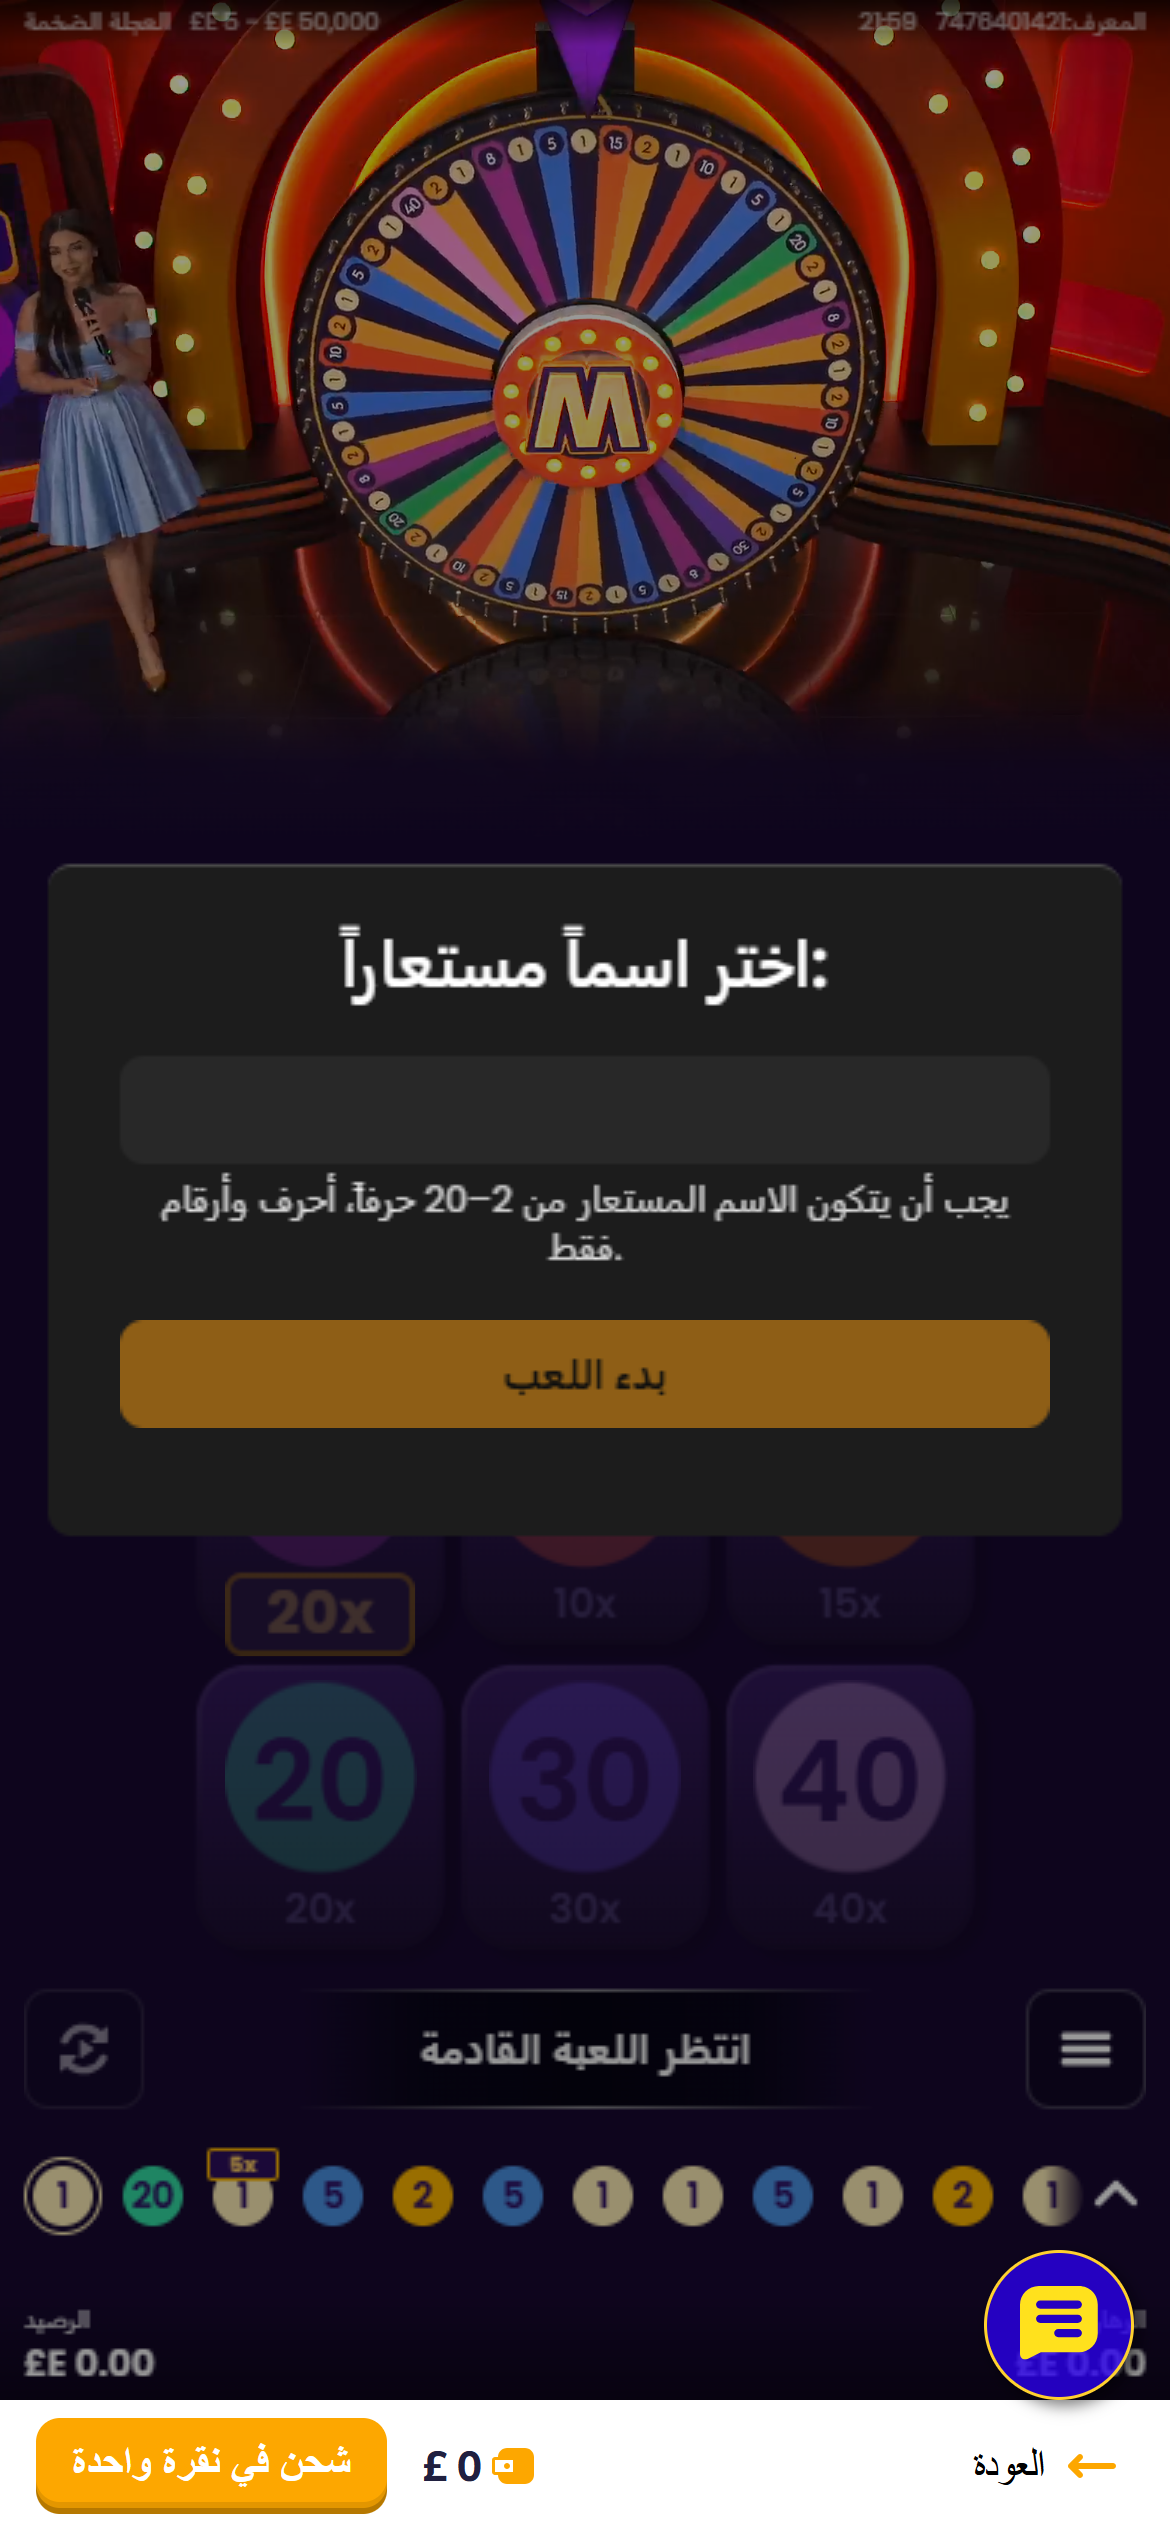 العجلة الضخمة £E 5 - £E 50,000
المعرف:7478401421 21:59
W
اختر اسماً مستعاراً:
يجب أن يتكون الاسم المستعار من 2–20 حرفاً، أحرف وأرقام
فقط.
بدء اللعب
20x 10x 15x
20 30 40
20x 30x 40x
انتظر اللعبة القادمة
5x
1 20 1 5 2 5 1 1 5 1 2 1
الرصيد
£E 0.00 £E 0.00
شحن في نقرة واحدة £ 0 العودة